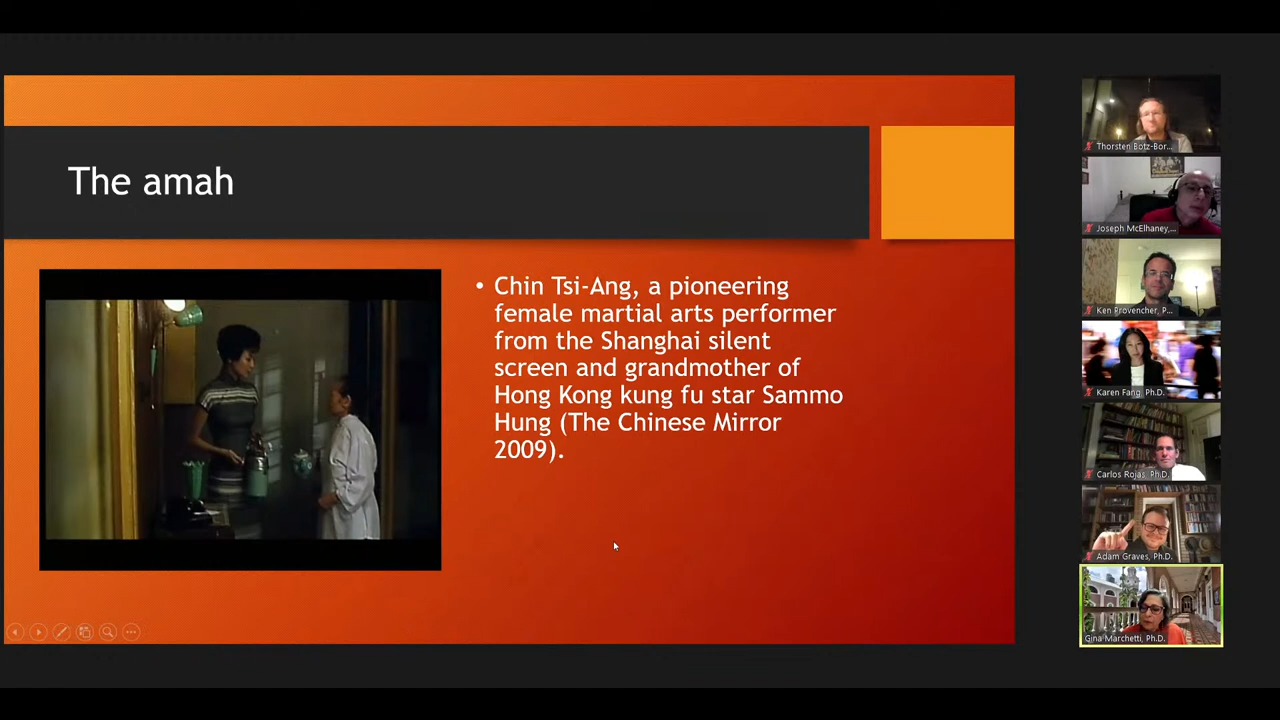 The amah
• Chin Tsi-Ang, a pioneering
female martial arts performer
from the Shanghai silent
screen and grandmother of
Hong Kong kung fu star Sammo
Hung (The Chinese Mirror
2009).
Thorsten Botz-Bor...
Joseph McElhaney,...
Ken Provencher, P...
Karen Fang, Ph.D.
Carlos Rojas, Ph.D.
Adam Graves, Ph.D.
Gina Marchetti, Ph.D.